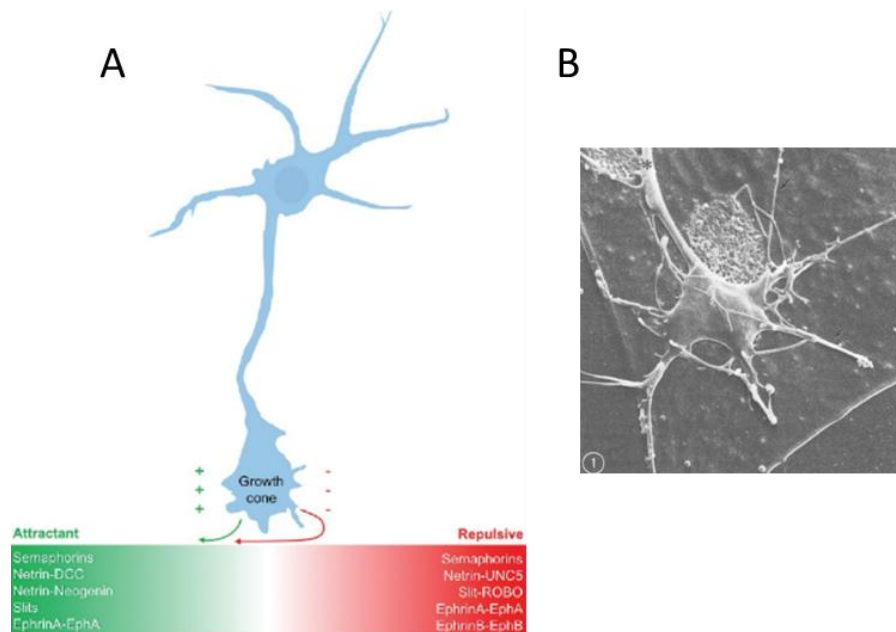 A
B
Growth
cone
+
+
+
-
-
-
Attractant
Repulsive
Semaphorins
Netrin-DCC
Netrin-Neogenin
Slits
EphrinA-EphA
Semaphorins
Netrin-UNC5
Slit-ROBO
EphrinA-EphA
EphrinB-EphB
*
1